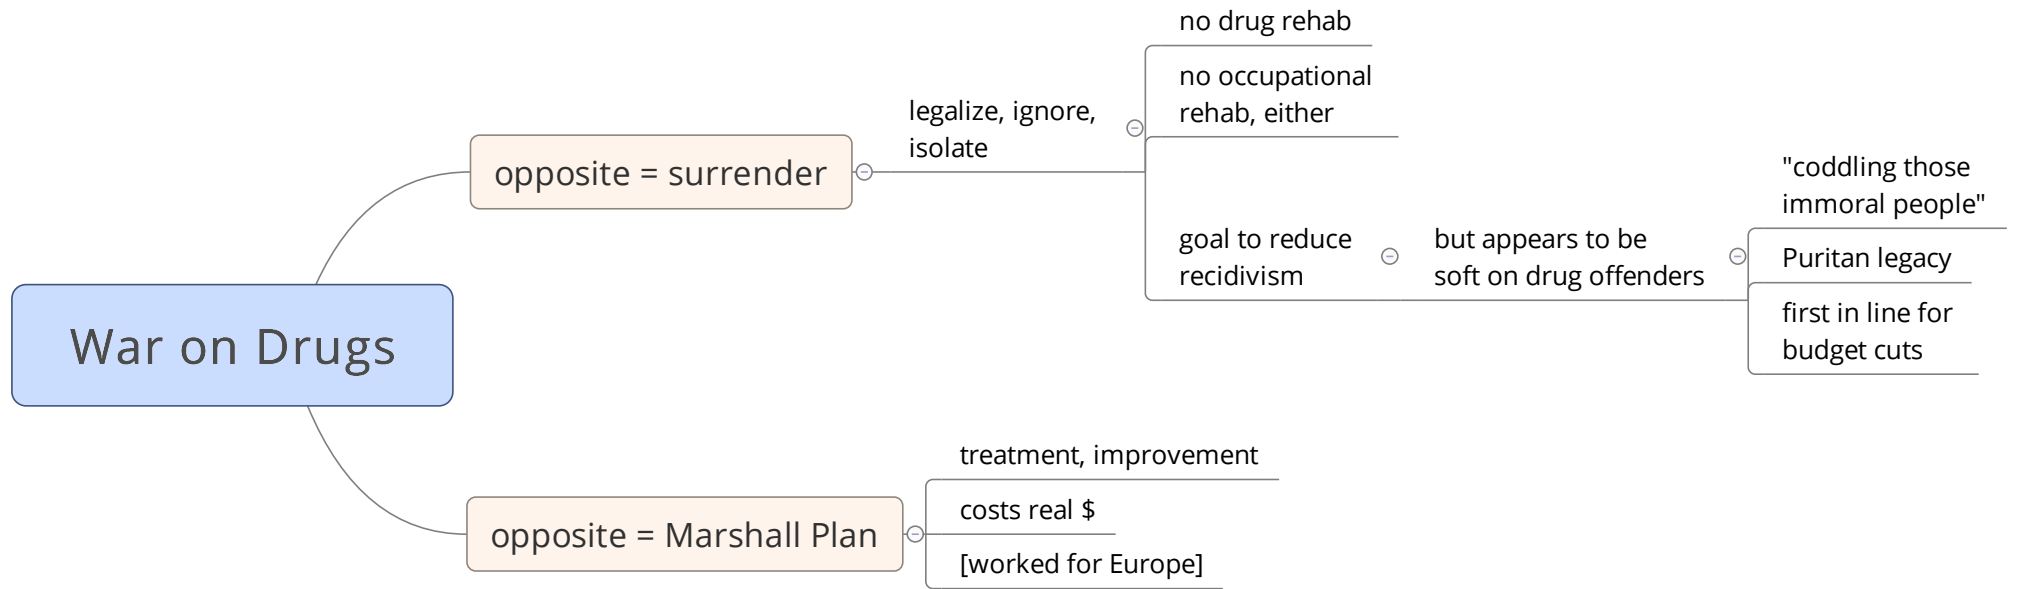 War on Drugs
opposite = surrender
legalize, ignore,
isolate
no drug rehab
no occupational
rehab, either
goal to reduce
recidivism
but appears to be
soft on drug offenders
"coddling those
immoral people"
Puritan legacy
first in line for
budget cuts
opposite = Marshall Plan
treatment, improvement
costs real $
[worked for Europe]